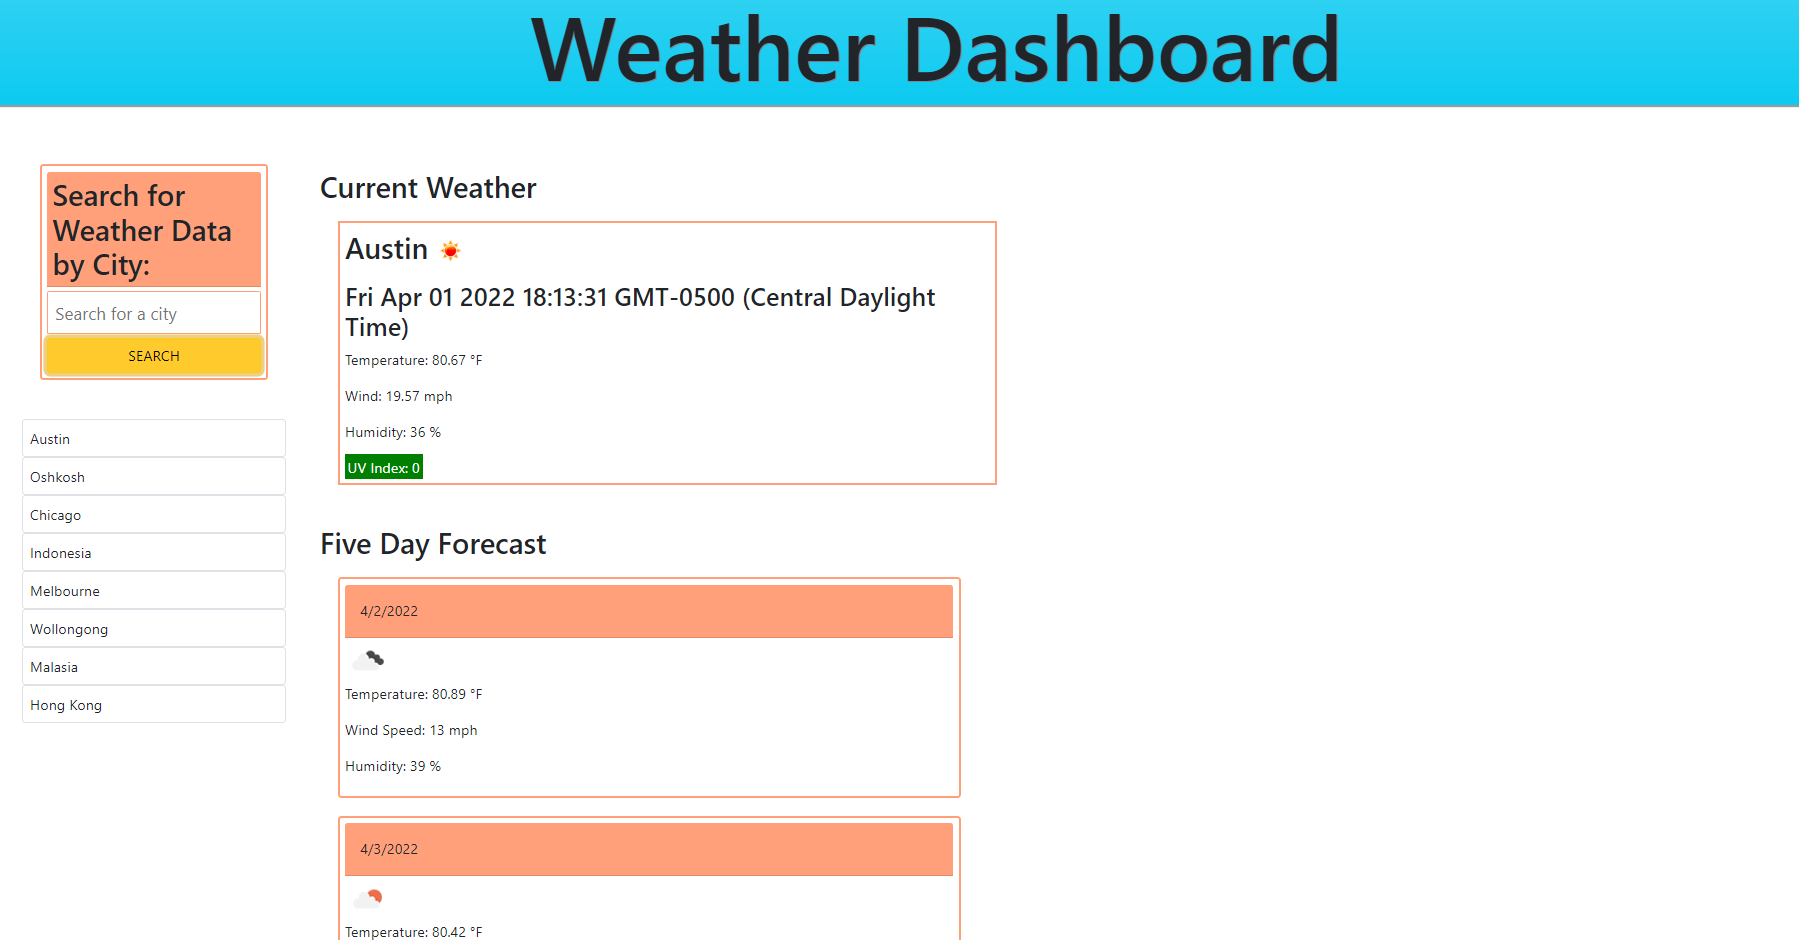 Weather Dashboard
Search for
Weather Data
by City:
Search for a city
SEARCH
Austin
Oshkosh
Chicago
Indonesia
Melbourne
Wollongong
Malasia
Hong Kong
Current Weather
Austin
Fri Apr 01 2022 18:13:31 GMT-0500 (Central Daylight
Time)
Temperature: 80.67 °F
Wind: 19.57 mph
Humidity: 36 %
UV Index: 0
Five Day Forecast
4/2/2022
Temperature: 80.89 °F
Wind Speed: 13 mph
Humidity: 39 %
4/3/2022
Temperature: 80.42 °F